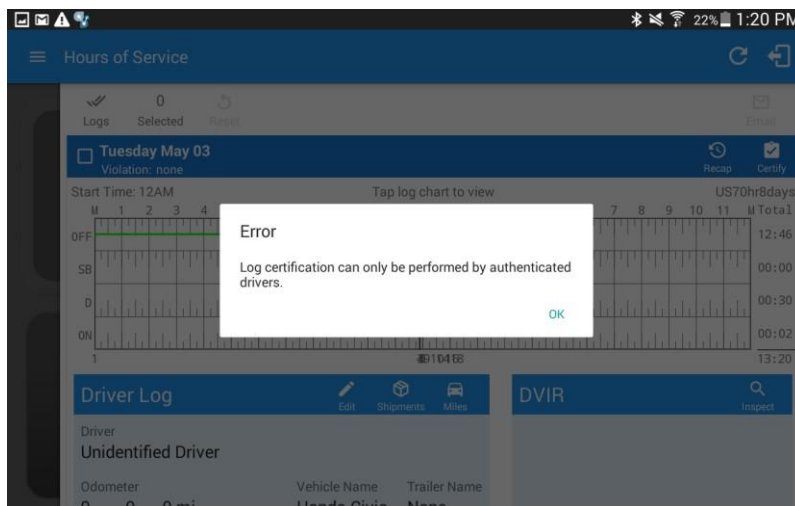 22% 1:20 PM
Hours of Service
0
Logs Selected Reset Email
Tuesday May 03
Violation: none
Recap Certify
Start Time: 12AM Tap log chart to view US70hr8days
M 1 2 3 4 7 8 9 10 11 M Total
OFF 12:46
SB 00:00
D 00:30
ON 00:02
1 13:20
Error
Log certification can only be performed by authenticated
drivers.
OK
Driver Log
Edit Shipments Miles
DVIR
Inspect
Driver
Unidentified Driver
Odometer Vehicle Name Trailer Name